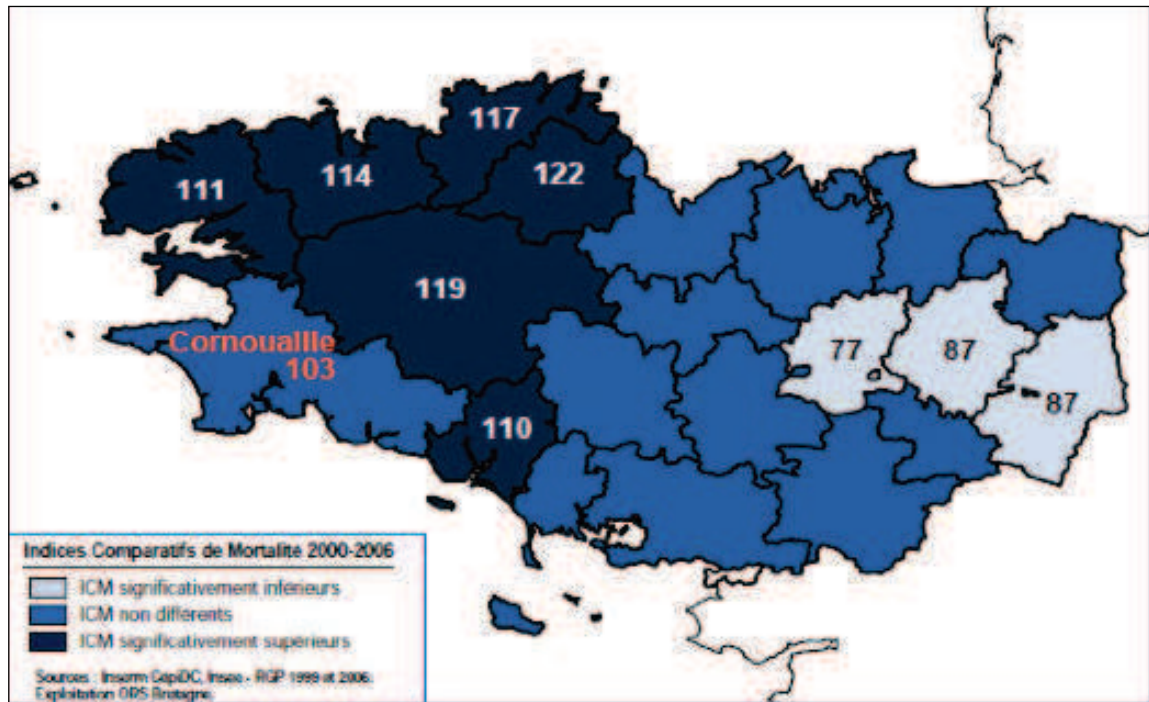 117
114
122
111
119
Cornouaille
103
77
87
87
110
Indices Comparatifs de Mortalité 2000-2006
ICM significativement inférieurs
ICM non différents
ICM significativement supérieurs
Sources : Inserm CépiDC, Insee - RGP 1999 et 2006.
Exploitation ORS Bretagne